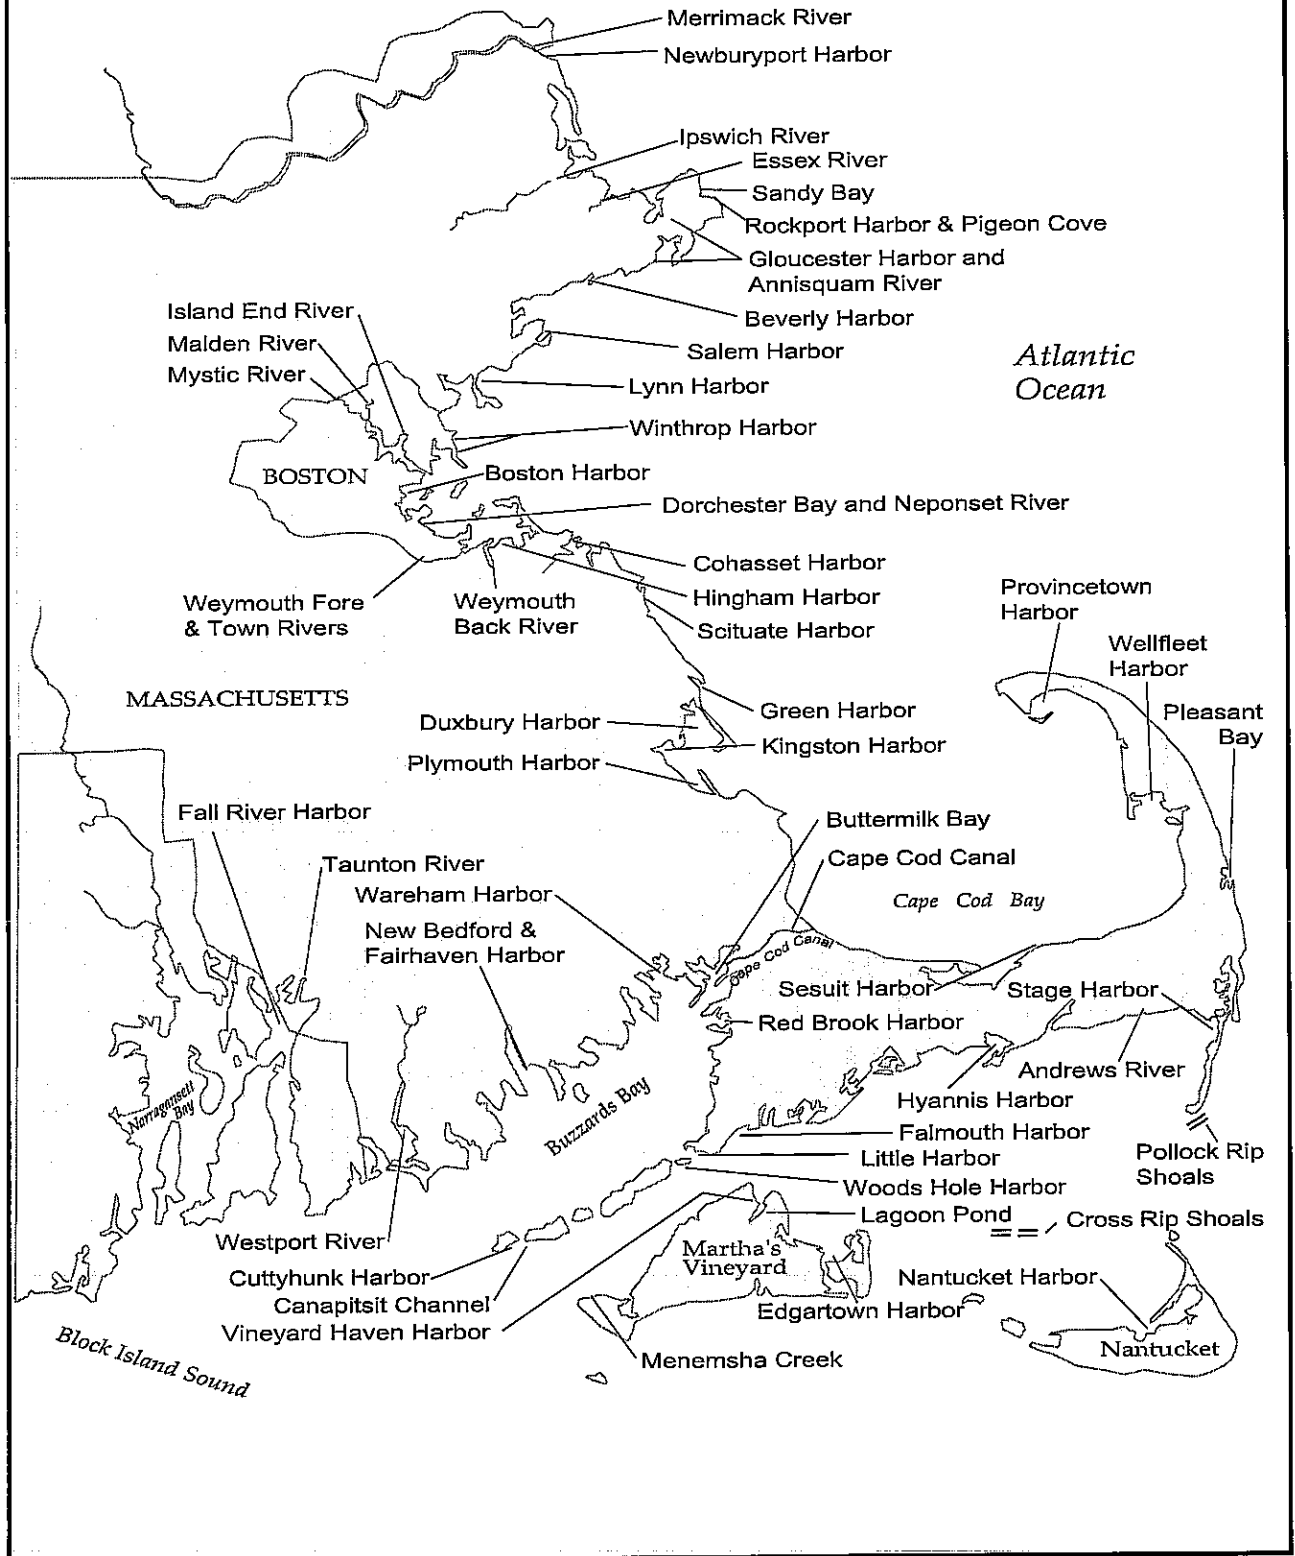 Merrimack River
Newburyport Harbor
Ipswich River
Essex River
Sandy Bay
Rockport Harbor & Pigeon Cove
Gloucester Harbor and
Annisquam River
Island End River
Beverly Harbor
Malden River
Salem Harbor
Mystic River
Atlantic
Ocean
Lynn Harbor
Winthrop Harbor
BOSTON
Boston Harbor
Dorchester Bay and Neponset River
Cohasset Harbor
Weymouth Fore
& Town Rivers
Weymouth
Back River
Hingham Harbor
Scituate Harbor
Provincetown
Harbor
Wellfleet
Harbor
Pleasant
Bay
MASSACHUSETTS
Duxbury Harbor
Green Harbor
Kingston Harbor
Plymouth Harbor
Fall River Harbor
Buttermilk Bay
Taunton River
Cape Cod Canal
Wareham Harbor
Cape Cod Bay
New Bedford &
Fairhaven Harbor
Cape Cod Canal
Sesuit Harbor
Stage Harbor
Red Brook Harbor
Andrews River
Narragansett
Bay
Buzzards Bay
Hyannis Harbor
Falmouth Harbor
Little Harbor
Pollock Rip
Shoals
Woods Hole Harbor
Lagoon Pond
Cross Rip Shoals
Westport River
Martha's
Vineyard
Cuttyhunk Harbor
Nantucket Harbor
Canapitsit Channel
Edgartown Harbor
Vineyard Haven Harbor
Nantucket
Block Island Sound
Menemsha Creek